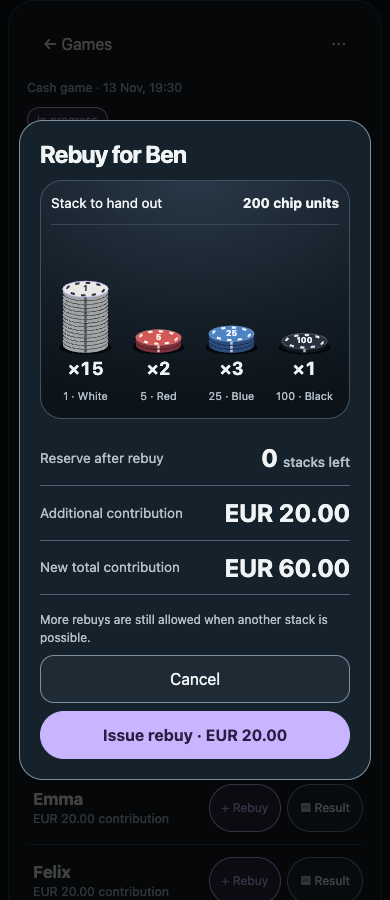 ← Games ...
Cash game · 13 Nov, 19:30
In progress
Rebuy for Ben
Stack to hand out 200 chip units
1 5 25 100
×15 ×2 ×3 ×1
1 · White 5 · Red 25 · Blue 100 · Black
Reserve after rebuy 0 stacks left
Additional contribution EUR 20.00
New total contribution EUR 60.00
More rebuys are still allowed when another stack is
possible.
Cancel
Issue rebuy · EUR 20.00
Emma
EUR 20.00 contribution
+ Rebuy Result
Felix
EUR 20.00 contribution
+ Rebuy Result